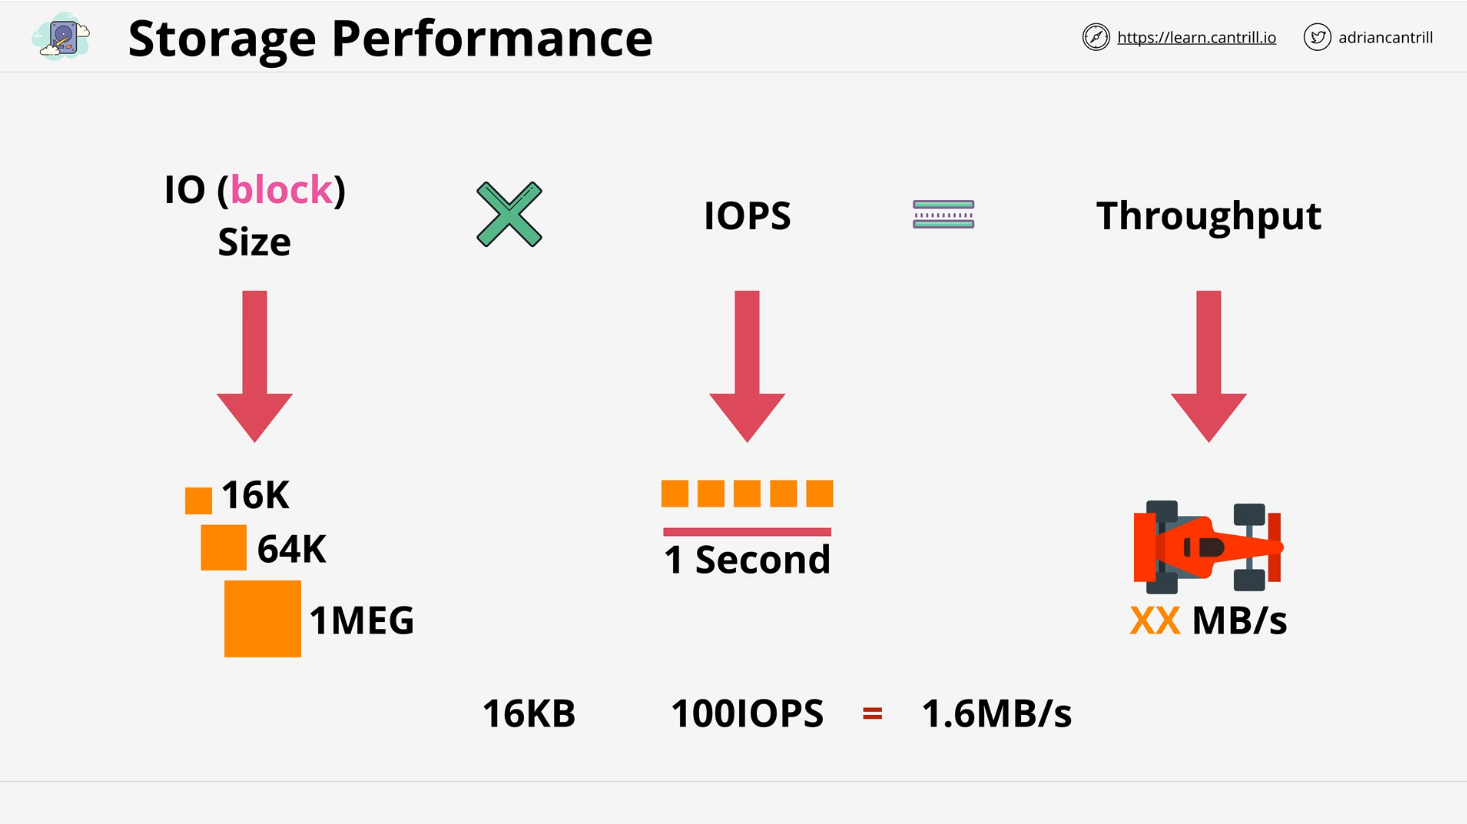 Storage Performance
https://learn.cantrill.io
adriancantrill
IO (block)
Size
IOPS
Throughput
16K
64K
1MEG
1 Second
XX MB/s
16KB 100IOPS = 1.6MB/s